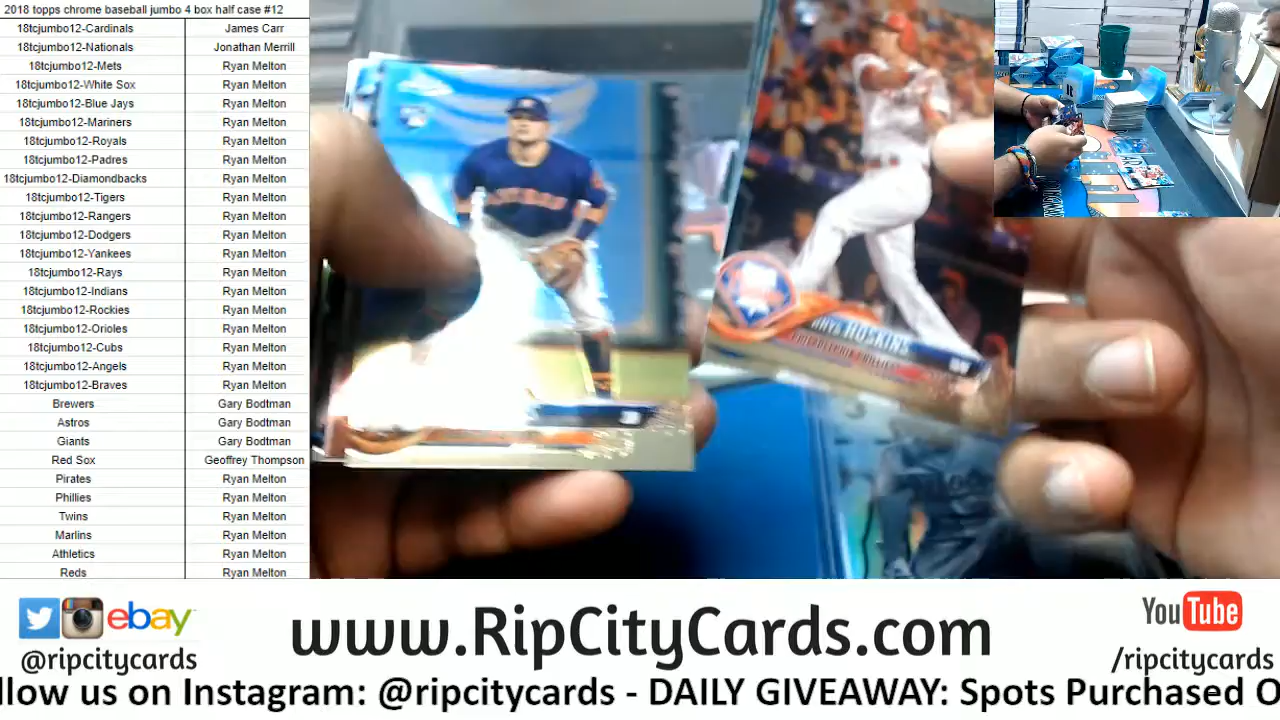 2018 topps chrome baseball jumbo 4 box half case #12
18tcjumbo12-Cardinals James Carr
18tcjumbo12-Nationals Jonathan Merrill
18tcjumbo12-Mets Ryan Melton
18tcjumbo12-White Sox Ryan Melton
18tcjumbo12-Blue Jays Ryan Melton
18tcjumbo12-Mariners Ryan Melton
18tcjumbo12-Royals Ryan Melton
18tcjumbo12-Padres Ryan Melton
18tcjumbo12-Diamondbacks Ryan Melton
18tcjumbo12-Tigers Ryan Melton
18tcjumbo12-Rangers Ryan Melton
18tcjumbo12-Dodgers Ryan Melton
18tcjumbo12-Yankees Ryan Melton
18tcjumbo12-Rays Ryan Melton
18tcjumbo12-Indians Ryan Melton
18tcjumbo12-Rockies Ryan Melton
18tcjumbo12-Orioles Ryan Melton
18tcjumbo12-Cubs Ryan Melton
18tcjumbo12-Angels Ryan Melton
18tcjumbo12-Braves Ryan Melton
Brewers Gary Bodtman
Astros Gary Bodtman
Giants Gary Bodtman
Red Sox Geoffrey Thompson
Pirates Ryan Melton
Phillies Ryan Melton
Twins Ryan Melton
Marlins Ryan Melton
Athletics Ryan Melton
Reds Ryan Melton
RHYS HOSKINS
PHILADELPHIA PHILLIES
ebay
@ripcitycards
www.RipCityCards.com
YouTube
/ripcitycards
llow us on Instagram: @ripcitycards - DAILY GIVEAWAY: Spots Purchased O